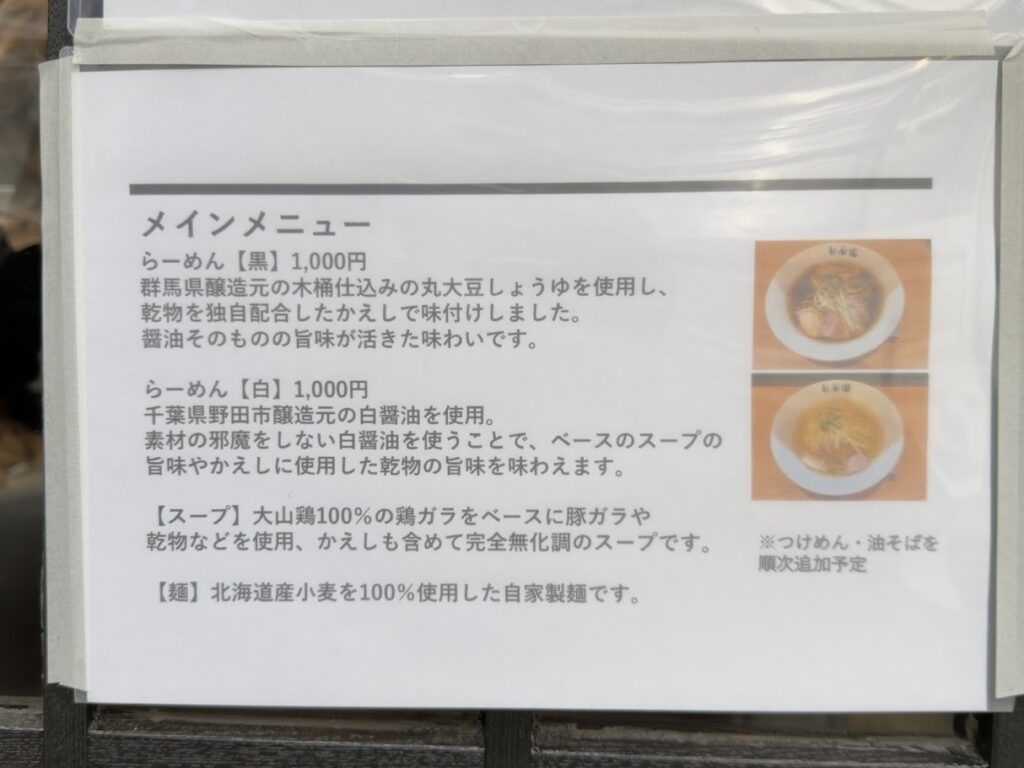 メインメニュー
らーめん【黒】1,000円
群馬県醸造元の木桶仕込みの丸大豆しょうゆを使用し、
乾物を独自配合したかえしで味付けしました。
醤油そのものの旨味が活きた味わいです。
らーめん【白】1,000円
千葉県野田市醸造元の白醤油を使用。
素材の邪魔をしない白醤油を使うことで、ベースのスープの
旨味やかえしに使用した乾物の旨味を味わえます。
【スープ】大山鶏100%の鶏ガラをベースに豚ガラや
乾物などを使用、かえしも含めて完全無化調のスープです。
【麺】北海道産小麦を100%使用した自家製麺です。
※つけめん・油そばを
順次追加予定